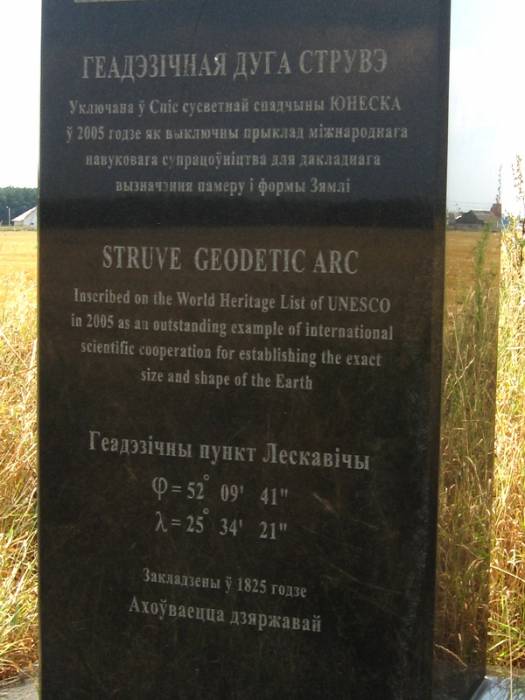 ГЕАДЭЗІЧНАЯ ДУГА СТРУВЭ
Уключана ў Спіс сусветнай спадчыны ЮНЕСКА
ў 2005 годзе як выключны прыклад міжнароднага
навуковага супрацоўніцтва для дакладнага
вызначэння памеру і формы Зямлі
STRUVE GEODETIC ARC
Inscribed on the World Heritage List of UNESCO
in 2005 as an outstanding example of international
scientific cooperation for establishing the exact
size and shape of the Earth
Геадэзічны пункт Лескавічы
φ = 52° 09' 41"
λ = 25° 34' 21"
Закладзены ў 1825 годзе
Ахоўваецца дзяржавай